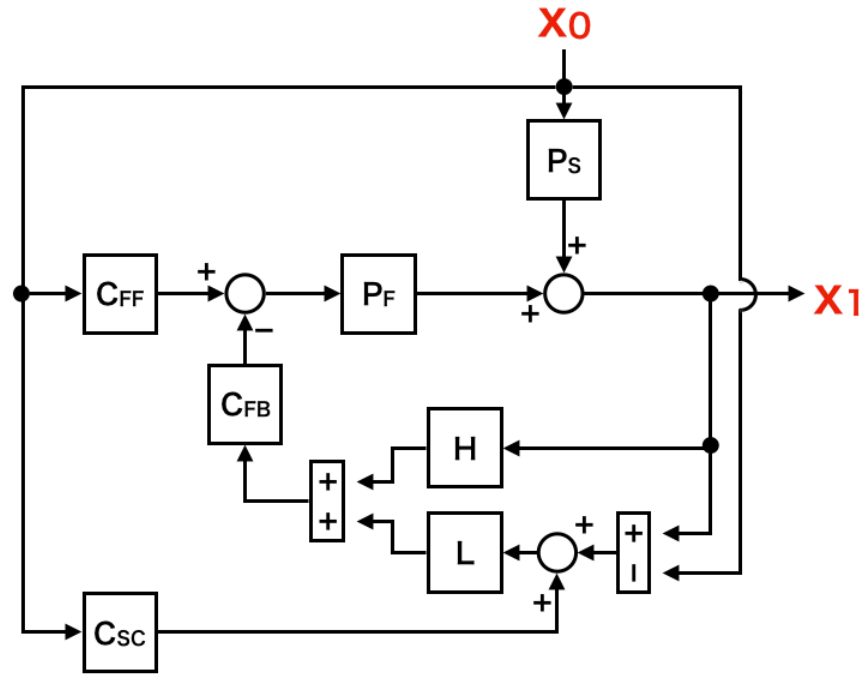 X0
PS
+
CFF
+
PF
+
X1
−
CFB
H
+
+
L
+
+
−
+
CSC